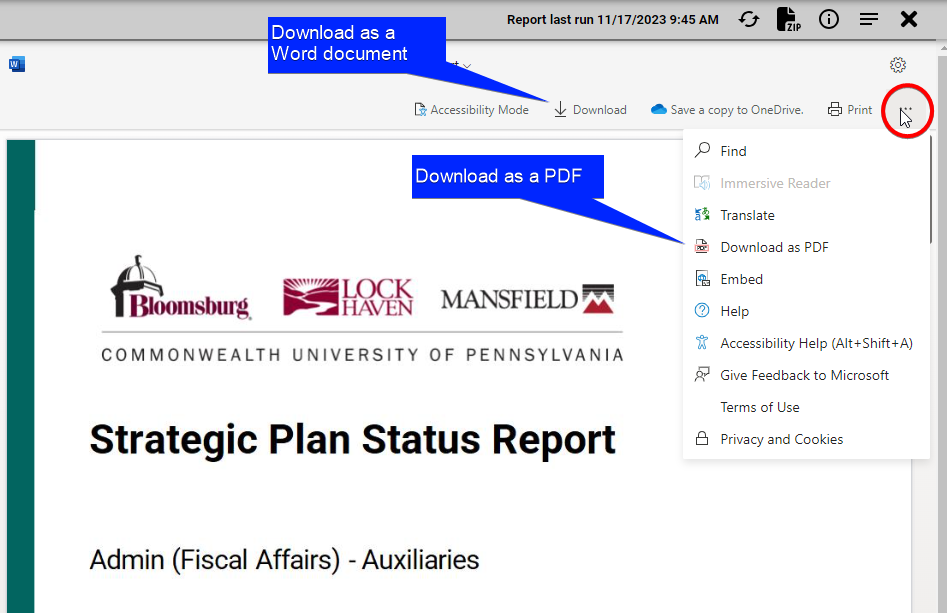 Report last run 11/17/2023 9:45 AM
ZIP
Download as a
Word document
W
Accessibility Mode
Download
Save a copy to OneDrive.
Print
...
Download as a PDF
Find
Immersive Reader
Translate
Download as PDF
Embed
Help
Accessibility Help (Alt+Shift+A)
Give Feedback to Microsoft
Terms of Use
Privacy and Cookies
Bloomsburg
LOCK
HAVEN
MANSFIELD
COMMONWEALTH UNIVERSITY OF PENNSYLVANIA
Strategic Plan Status Report
Admin (Fiscal Affairs) - Auxiliaries